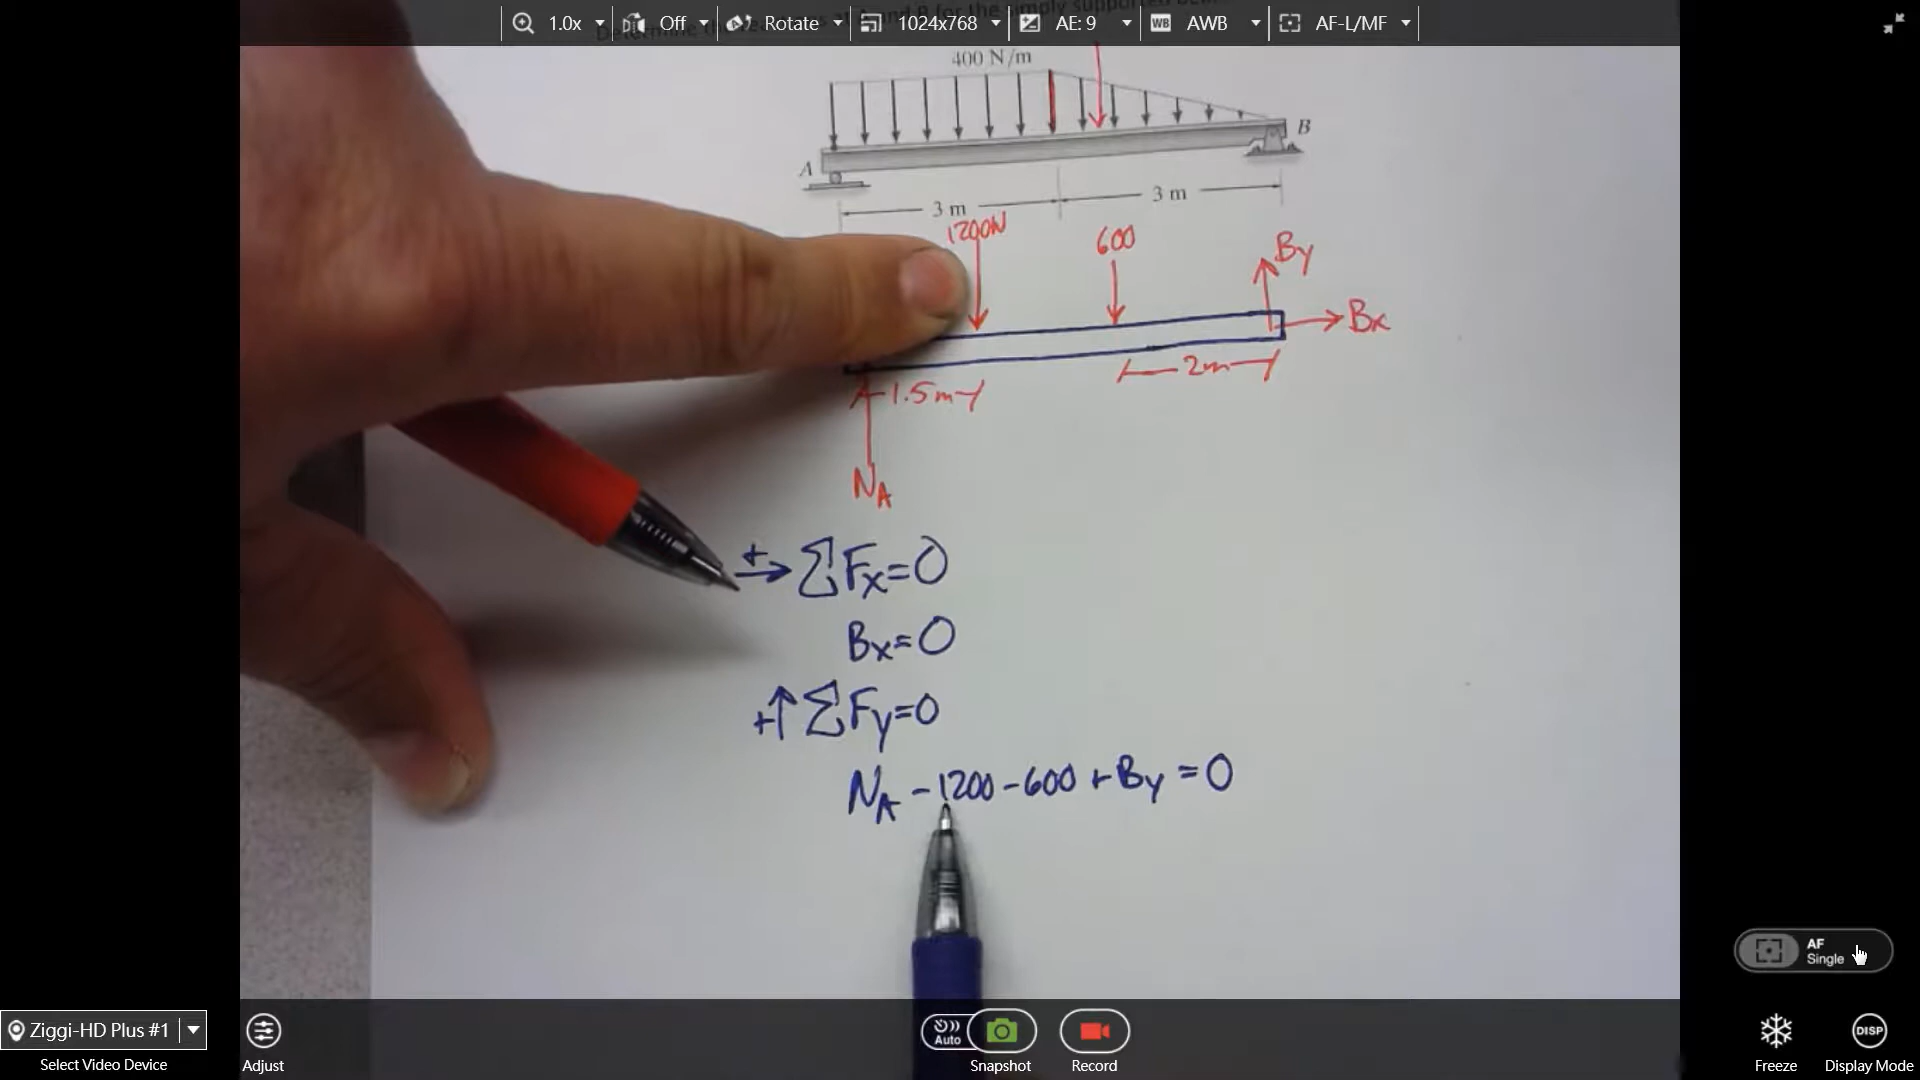 1.0x Off Rotate 1024x768 AE: 9 WB AWB AF-L/MF
400 N/m
B
A
3 m 3 m
1200N
600
By
Bx
2m
1.5m
NA
+→ ΣFx=0
Bx=0
+↑ ΣFy=0
NA -1200 -600 + By = 0
AF
Single
Ziggi-HD Plus #1
Select Video Device
Adjust
Auto
Snapshot
Record
Freeze
DISP
Display Mode